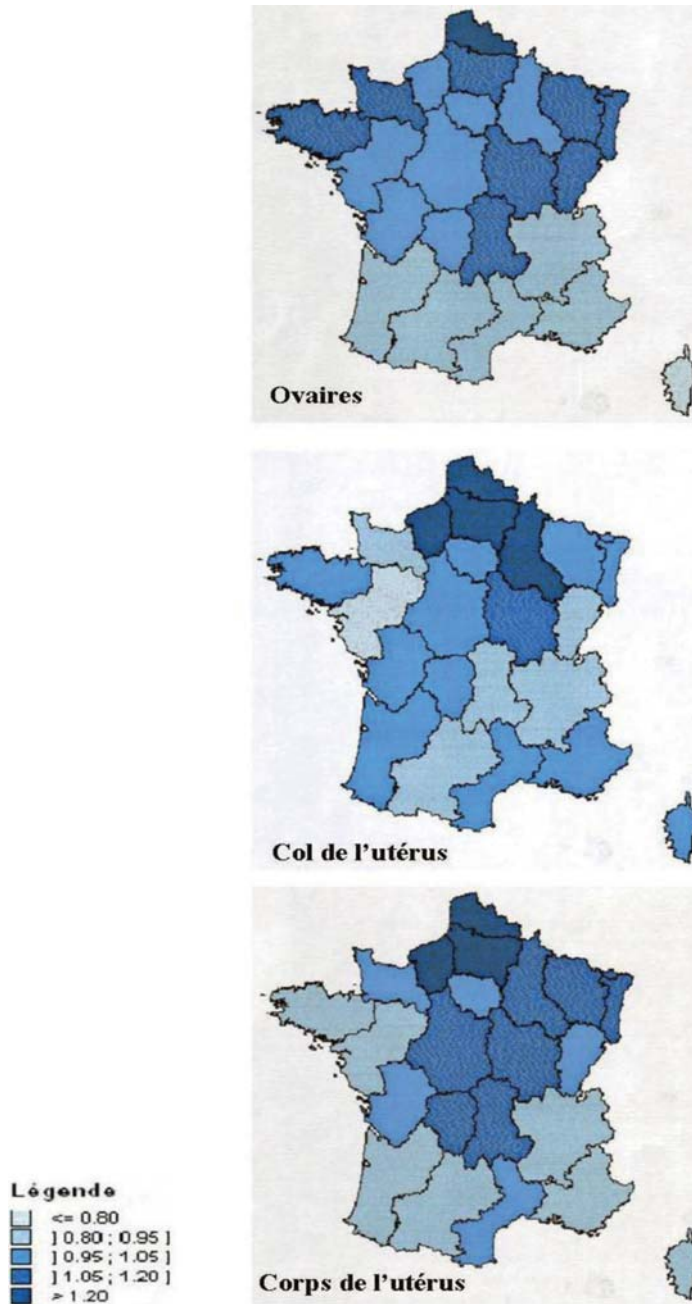 Ovaires
Col de l'utérus
Corps de l'utérus
Légende
<= 0.80
] 0.80 ; 0.95 ]
] 0.95 ; 1.05 ]
] 1.05 ; 1.20 ]
> 1.20